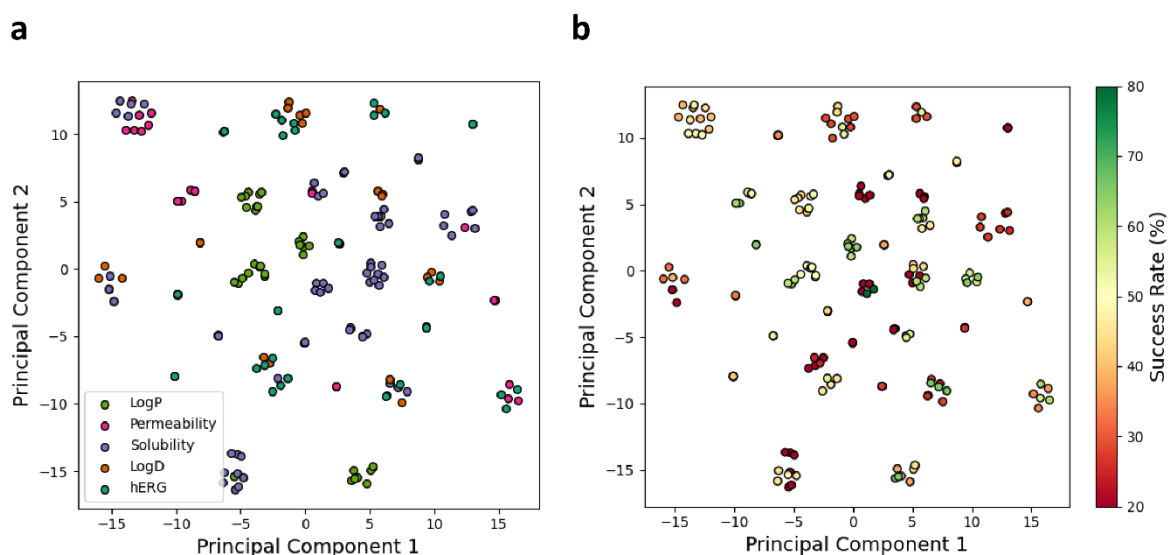 a
b
Principal Component 2
10
5
0
−5
−10
−15
LogP
Permeability
Solubility
LogD
hERG
−15 −10 −5 0 5 10 15
Principal Component 1
Principal Component 2
10
5
0
−5
−10
−15
−15 −10 −5 0 5 10 15
Principal Component 1
80
70
60
50
40
30
20
Success Rate (%)